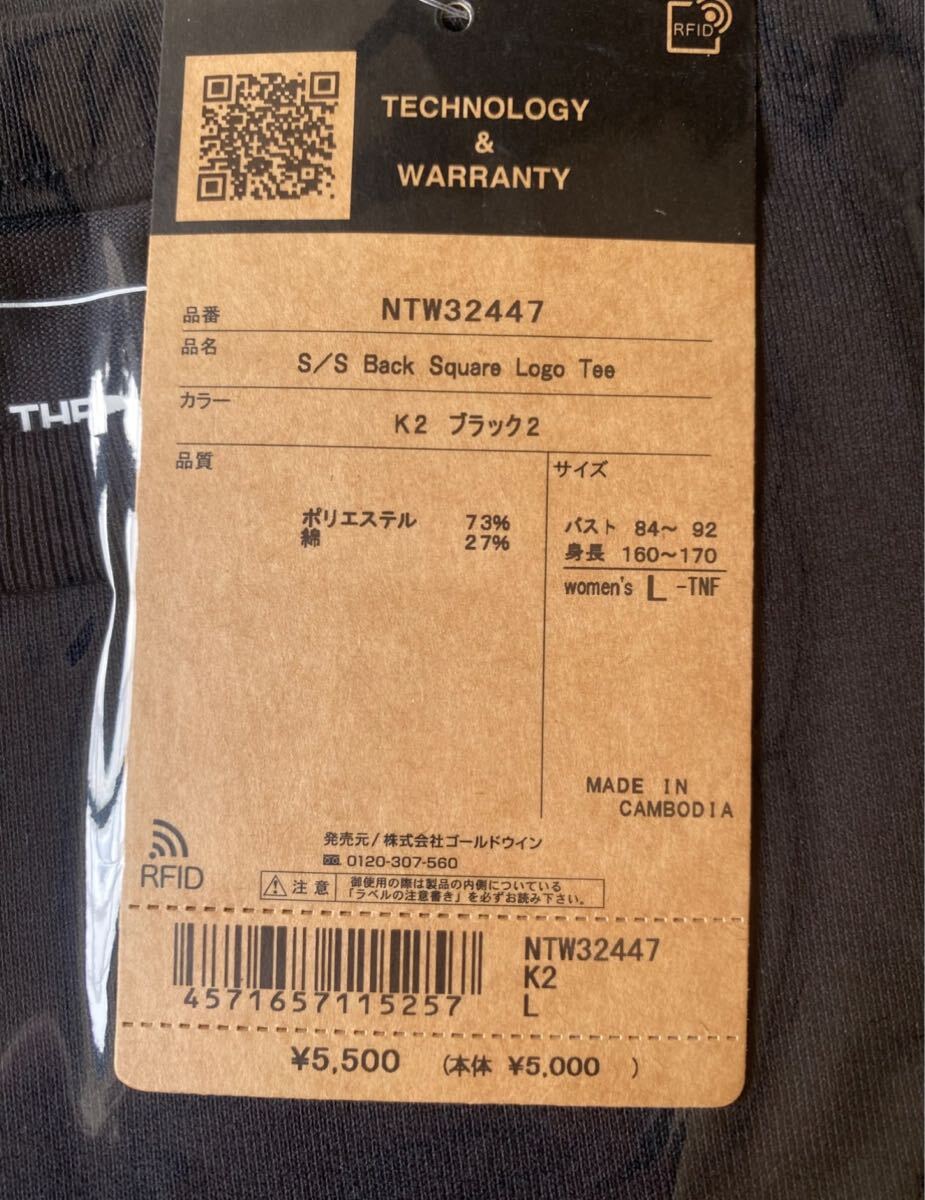 RFID
TECHNOLOGY
&
WARRANTY
品番 NTW32447
品名
S/S Back Square Logo Tee
カラー
K2 ブラック2
品質
サイズ
ポリエステル 73%
綿 27%
バスト 84～ 92
身長 160～170
women's L -TNF
THE
MADE IN
CAMBODIA
発売元/株式会社ゴールドウイン
0120-307-560
RFID
注意
御使用の際は製品の内側についている
「ラベルの注意書き」を必ずお読み下さい。
4571657115257
NTW32447
K2
L
¥5,500 (本体 ¥5,000 )